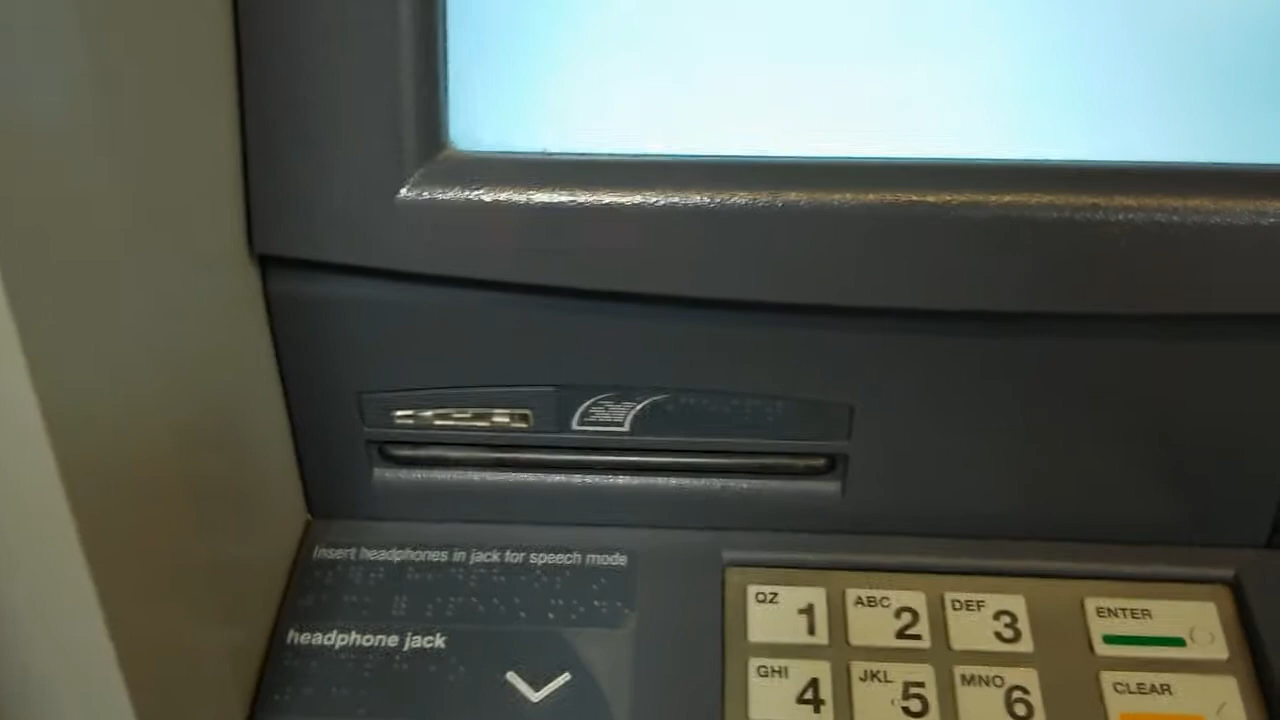 Insert headphones in jack for speech mode
headphone jack
QZ 1
ABC 2
DEF 3
ENTER
GHI 4
JKL 5
MNO 6
CLEAR